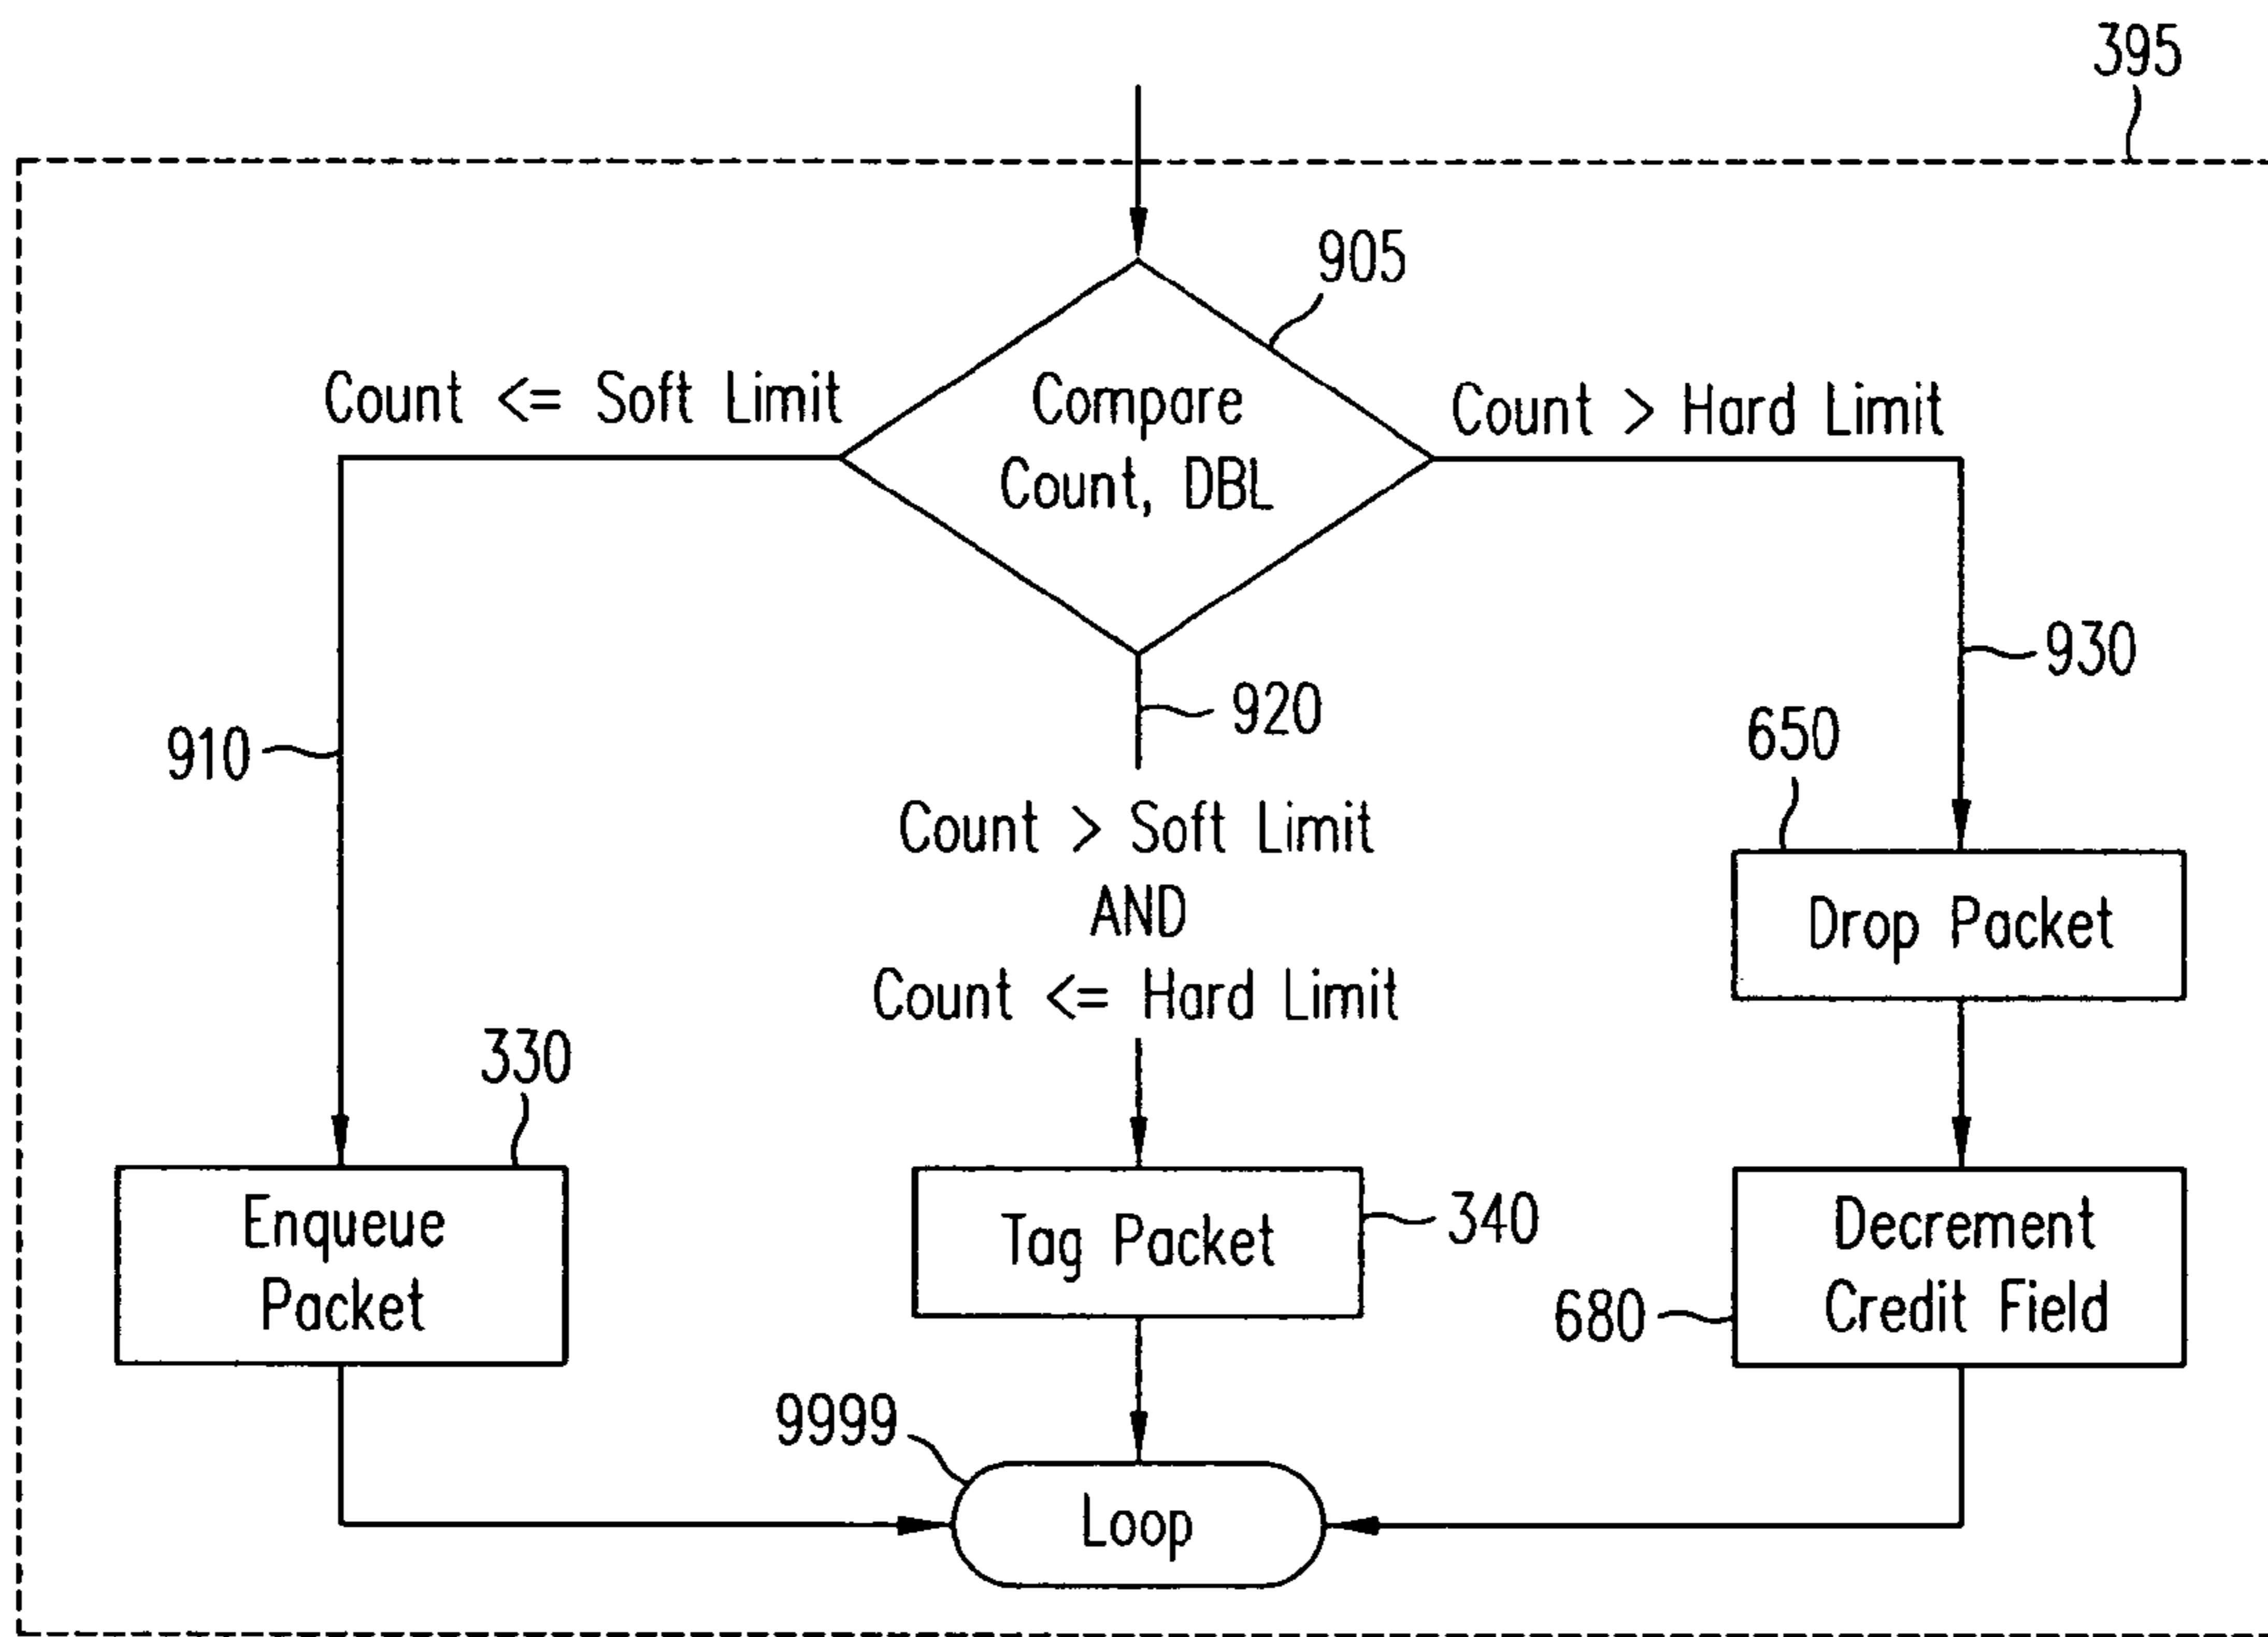 395
905
Count <= Soft Limit
Compare
Count, DBL
Count > Hard Limit
930
920
650
910
Count > Soft Limit
AND
Count <= Hard Limit
Drop Packet
330
Enqueue
Packet
Tag Packet
340
Decrement
Credit Field
680
9999
Loop